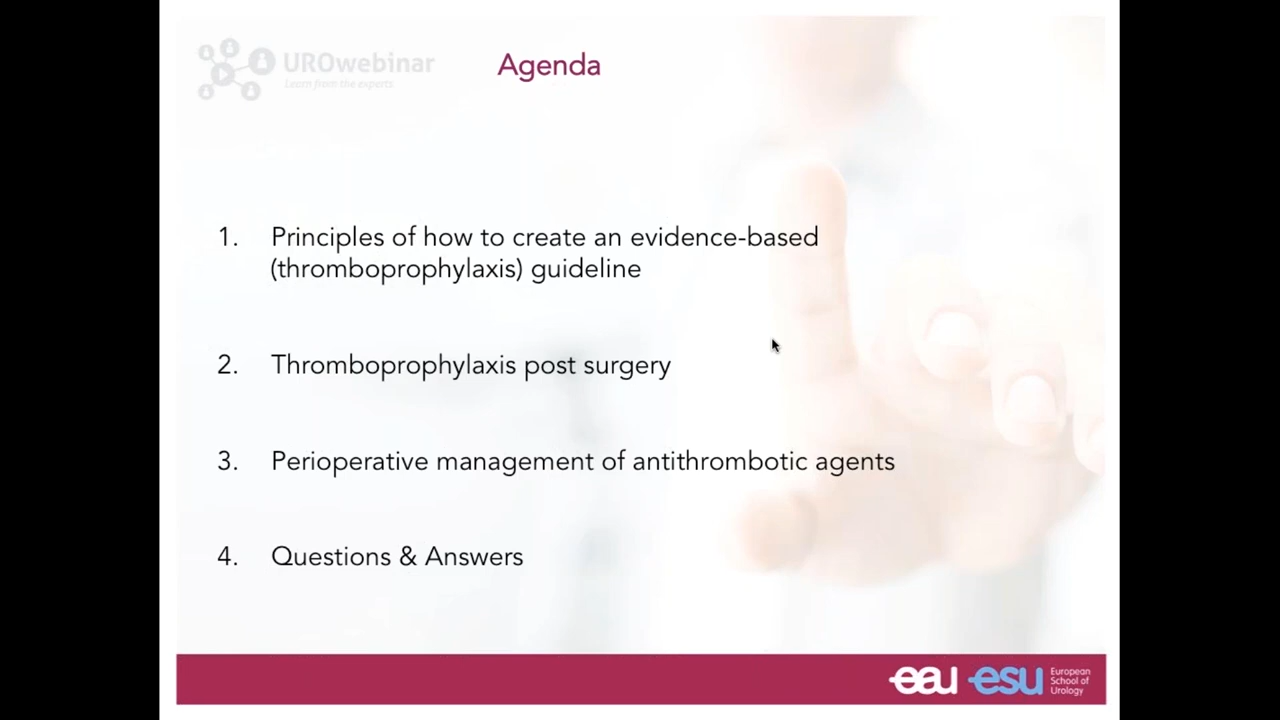 UROwebinar
Learn from the experts
Agenda
1. Principles of how to create an evidence-based
(thromboprophylaxis) guideline
2. Thromboprophylaxis post surgery
3. Perioperative management of antithrombotic agents
4. Questions & Answers
eau esu European
School of
Urology